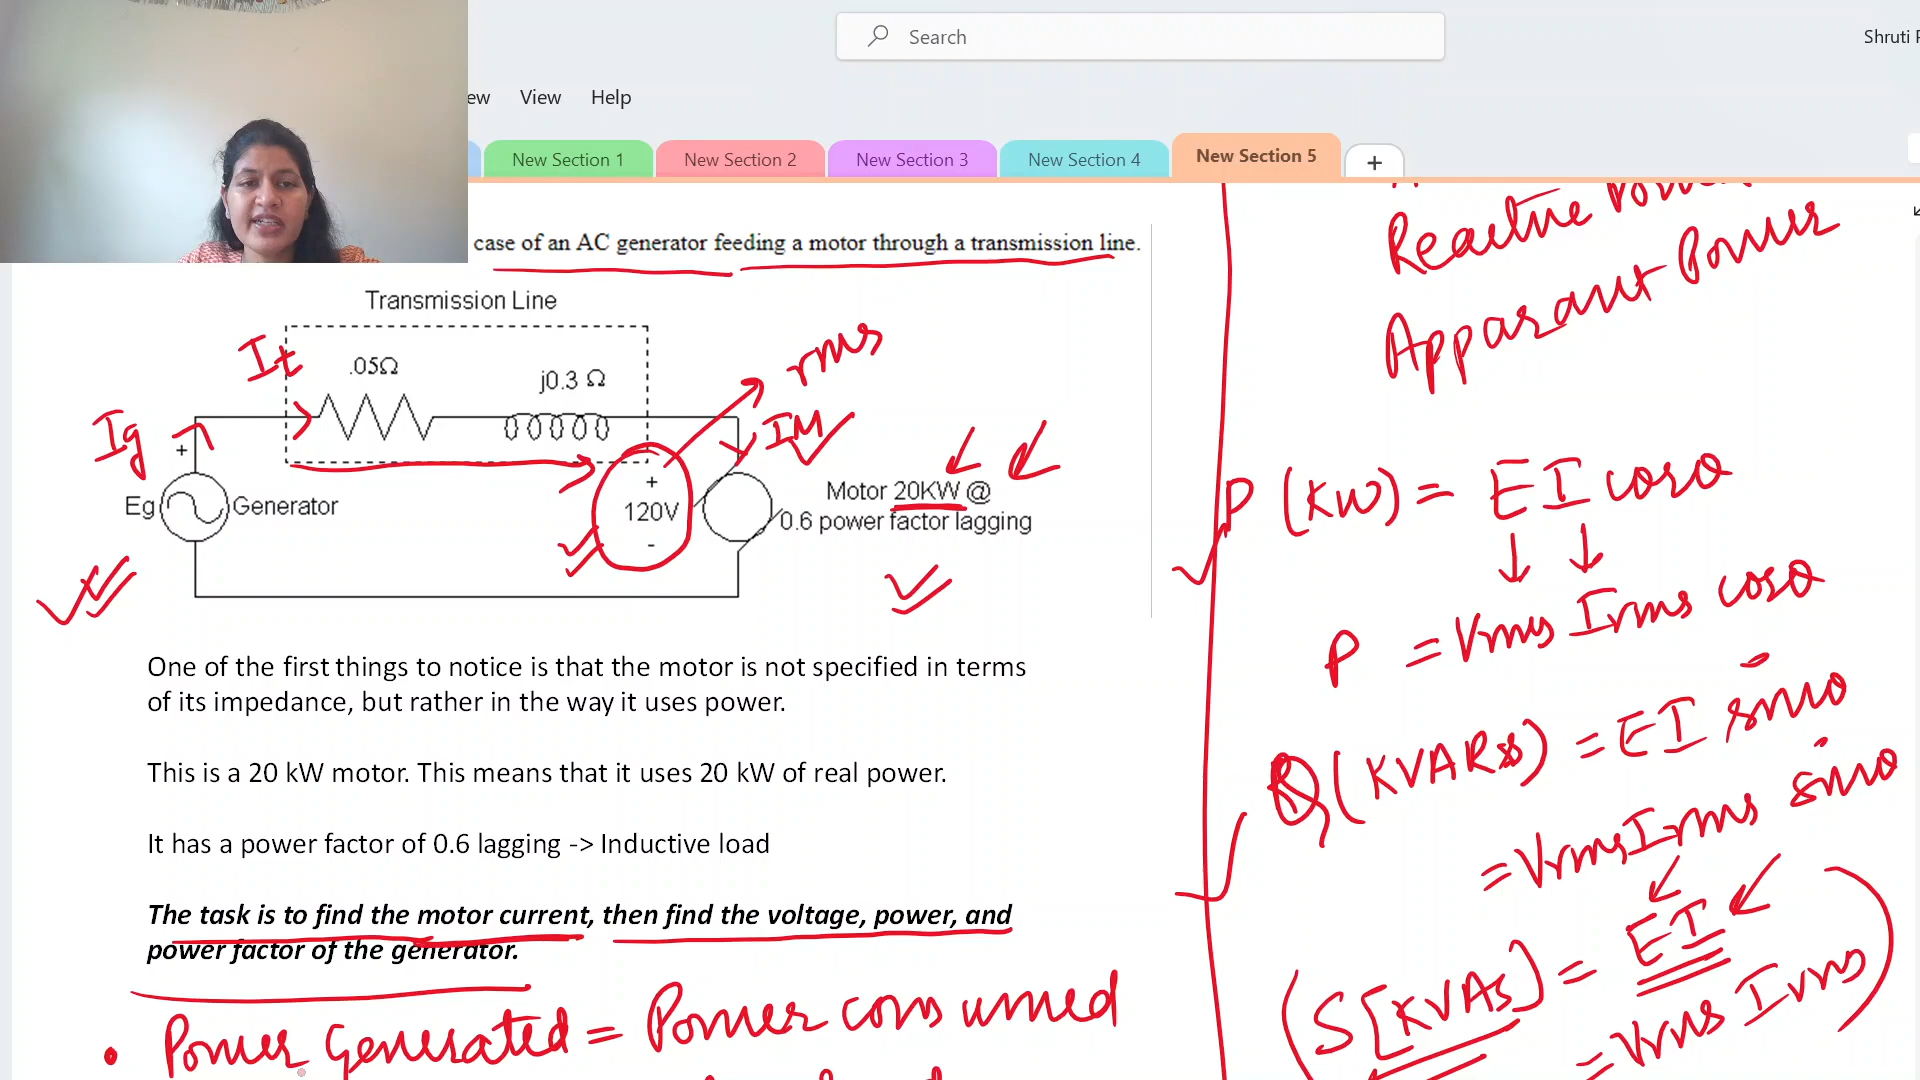 Search
Shruti
ew View Help
New Section 1 New Section 2 New Section 3 New Section 4 New Section 5 +
case of an AC generator feeding a motor through a transmission line.
Transmission Line
It
.05Ω
j0.3 Ω
rms
Ig
IM
+
+
Eg
Generator
120V
-
Motor 20KW @
0.6 power factor lagging
One of the first things to notice is that the motor is not specified in terms
of its impedance, but rather in the way it uses power.
This is a 20 kW motor. This means that it uses 20 kW of real power.
It has a power factor of 0.6 lagging -> Inductive load
The task is to find the motor current, then find the voltage, power, and
power factor of the generator.
• Power Generated = Power consumed
Reactive Power
Apparant Power
P (KW) = EI cosθ
P = Vrms Irms cosθ
Q (KVARs) = EI sinθ
= Vrms Irms sinθ
(S [KVAs] = EI
= Vrms Irms)